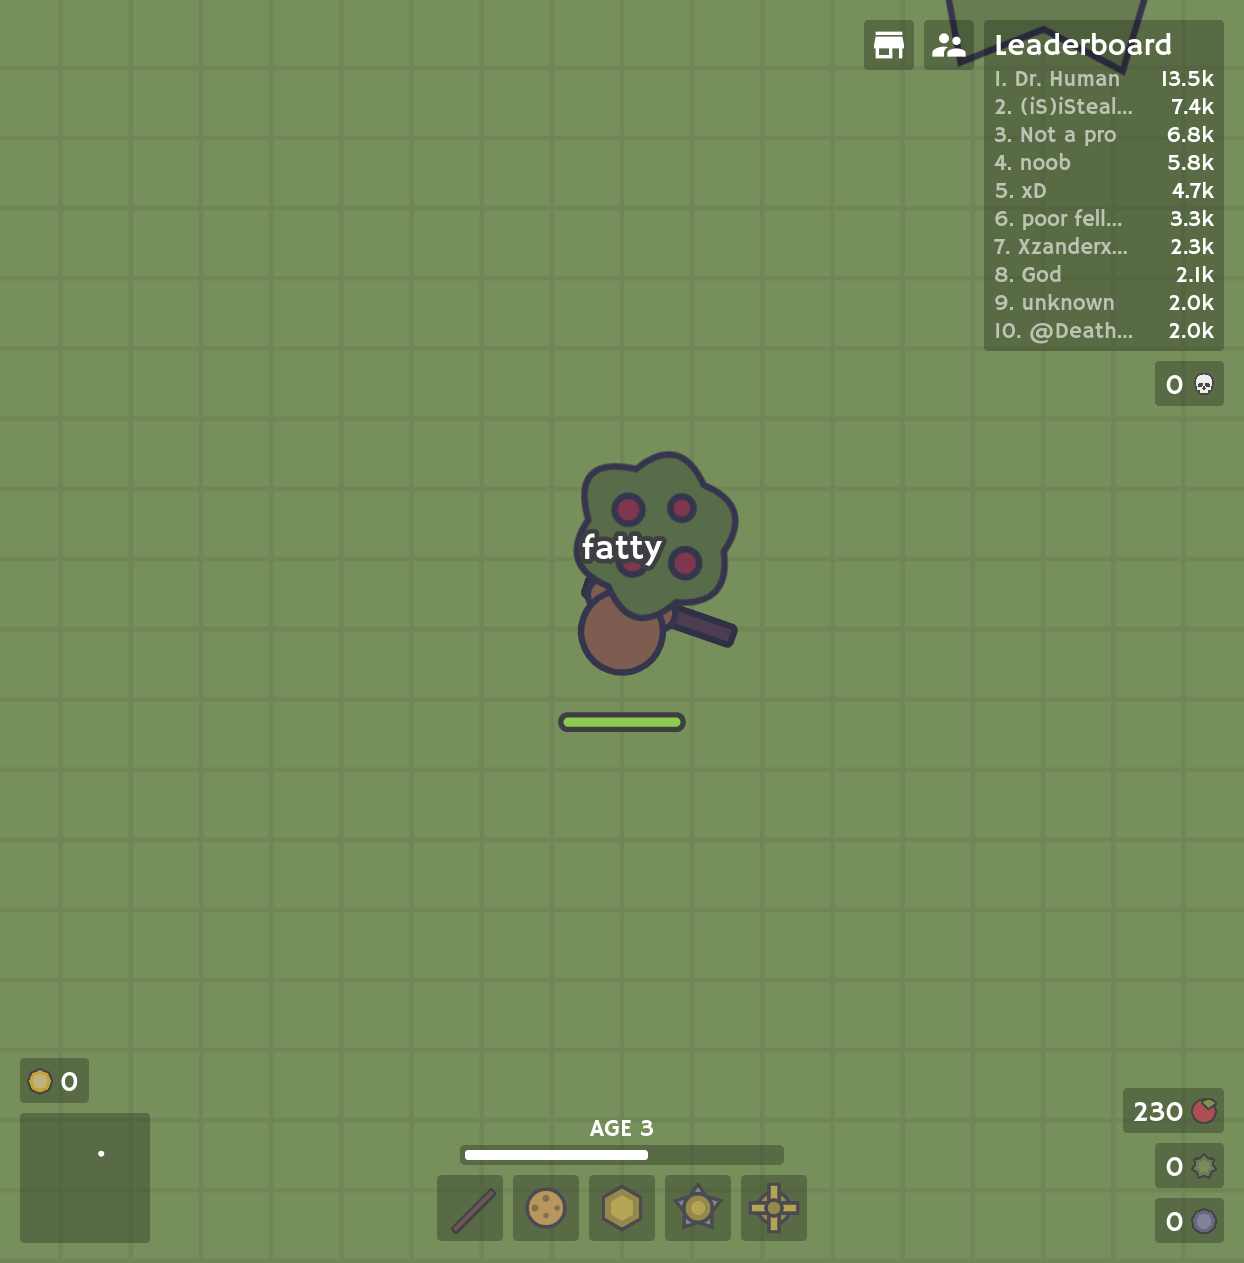 Leaderboard
1. Dr. Human 13.5k
2. (iS)iSteal... 7.4k
3. Not a pro 6.8k
4. noob 5.8k
5. xD 4.7k
6. poor fell... 3.3k
7. Xzanderx... 2.3k
8. God 2.1k
9. unknown 2.0k
10. @Death... 2.0k
0
fatty
0
230
AGE 3
0
0